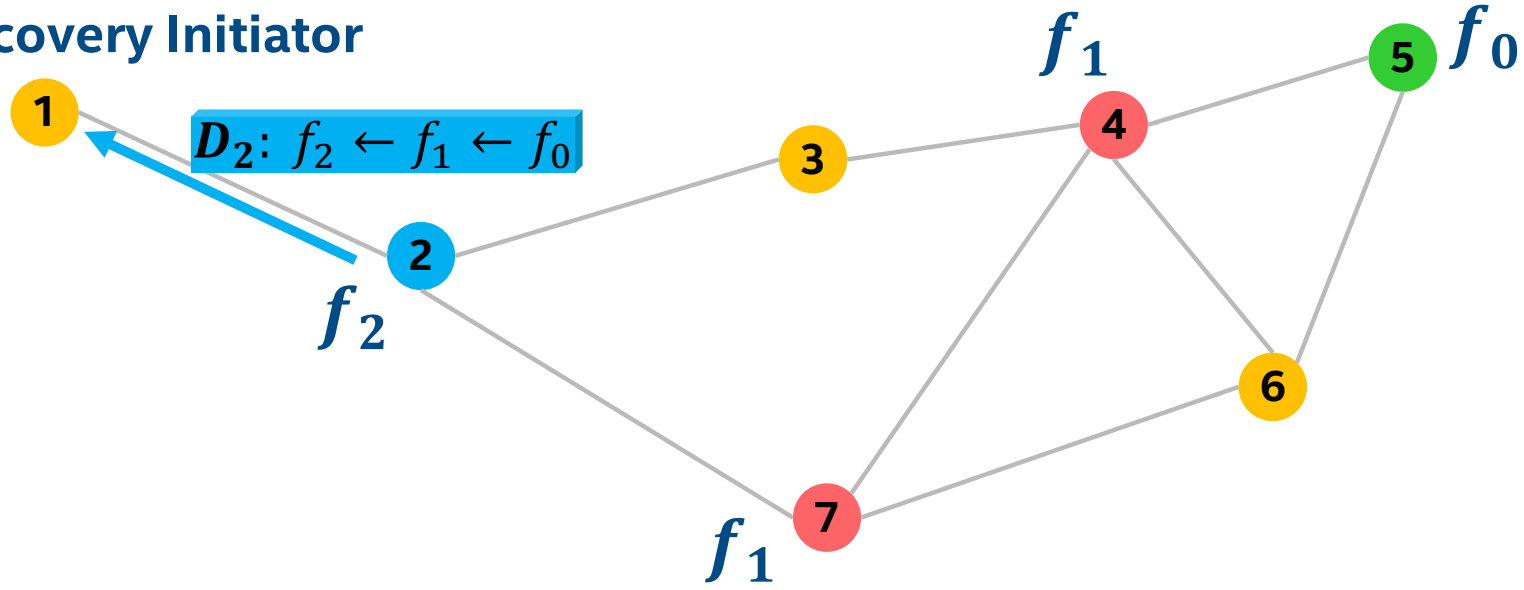 covery Initiator
1
D₂: f₂ ← f₁ ← f₀
2
f₂
3
f₁
4
5
f₀
6
7
f₁